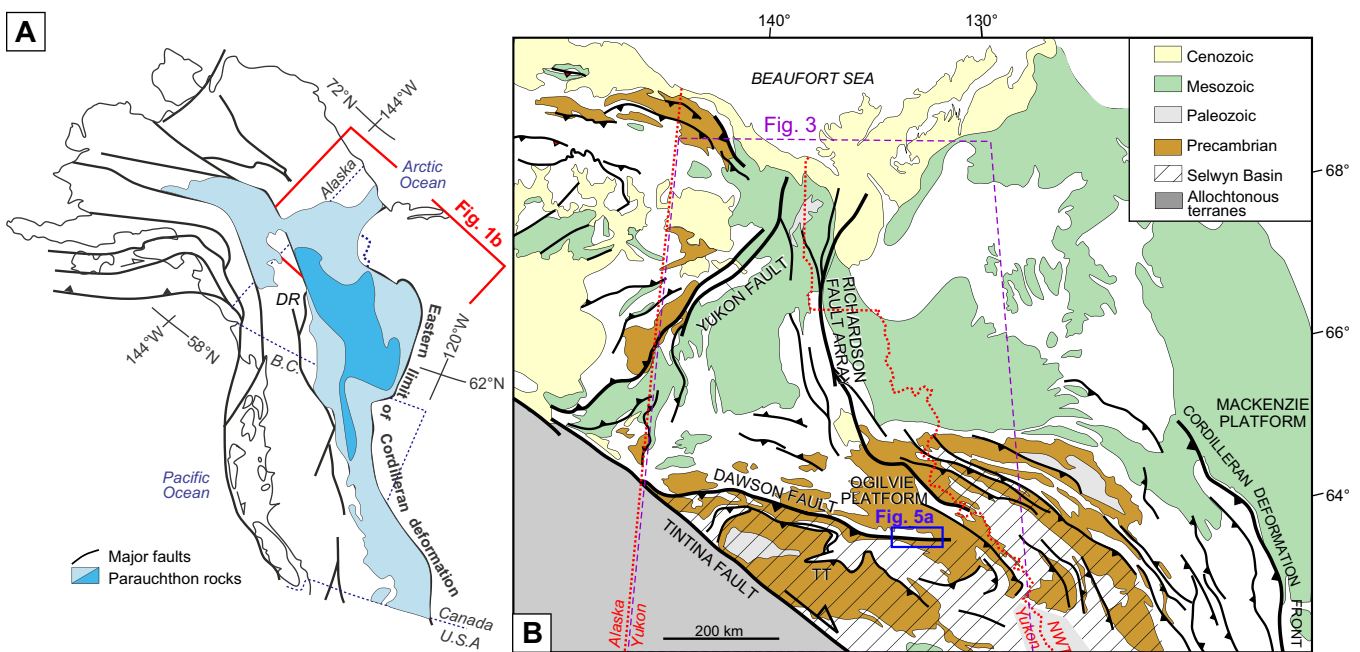 A
72°N
144°W
Arctic
Ocean
Alaska
Fig. 1b
DR
144°W
58°N
B.C.
120°W
62°N
Eastern limit of Cordilleran deformation
Pacific
Ocean
Major faults
Parauchthon rocks
Canada
U.S.A
140°
130°
BEAUFORT SEA
Cenozoic
Mesozoic
Paleozoic
Precambrian
Selwyn Basin
Allochtonous
terranes
Fig. 3
68°
YUKON FAULT
RICHARDSON
FAULT ARRAY
66°
MACKENZIE
PLATFORM
CORDILLERAN DEFORMATION FRONT
DAWSON FAULT
OGILVIE
PLATFORM
64°
Fig. 5a
TINTINA FAULT
TT
Alaska
Yukon
200 km
Yukon
NWT
B